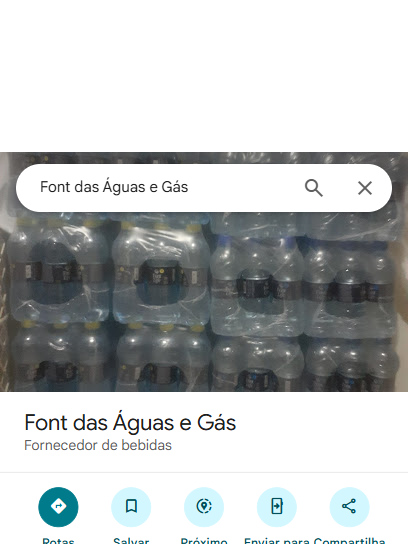 Font das Águas e Gás
Font das Águas e Gás
Fornecedor de bebidas
Rotas Salvar Próximo Enviar para Compartilha